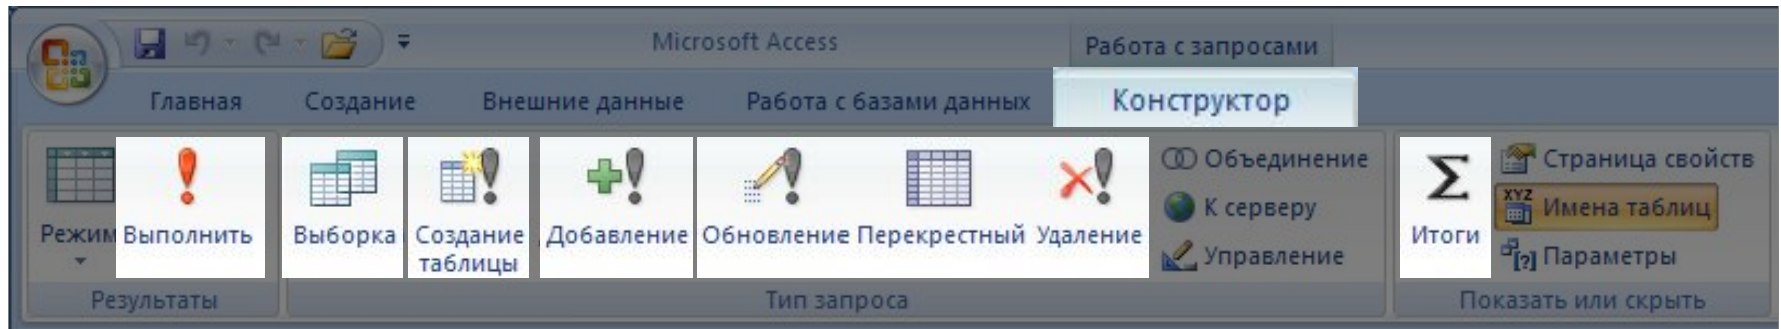 Microsoft Access
Работа с запросами
Главная
Создание
Внешние данные
Работа с базами данных
Конструктор
Режим
Выполнить
Выборка
Создание
таблицы
Добавление
Обновление
Перекрестный
Удаление
Объединение
К серверу
Управление
Итоги
Страница свойств
XYZ
Имена таблиц
[?]
Параметры
Результаты
Тип запроса
Показать или скрыть